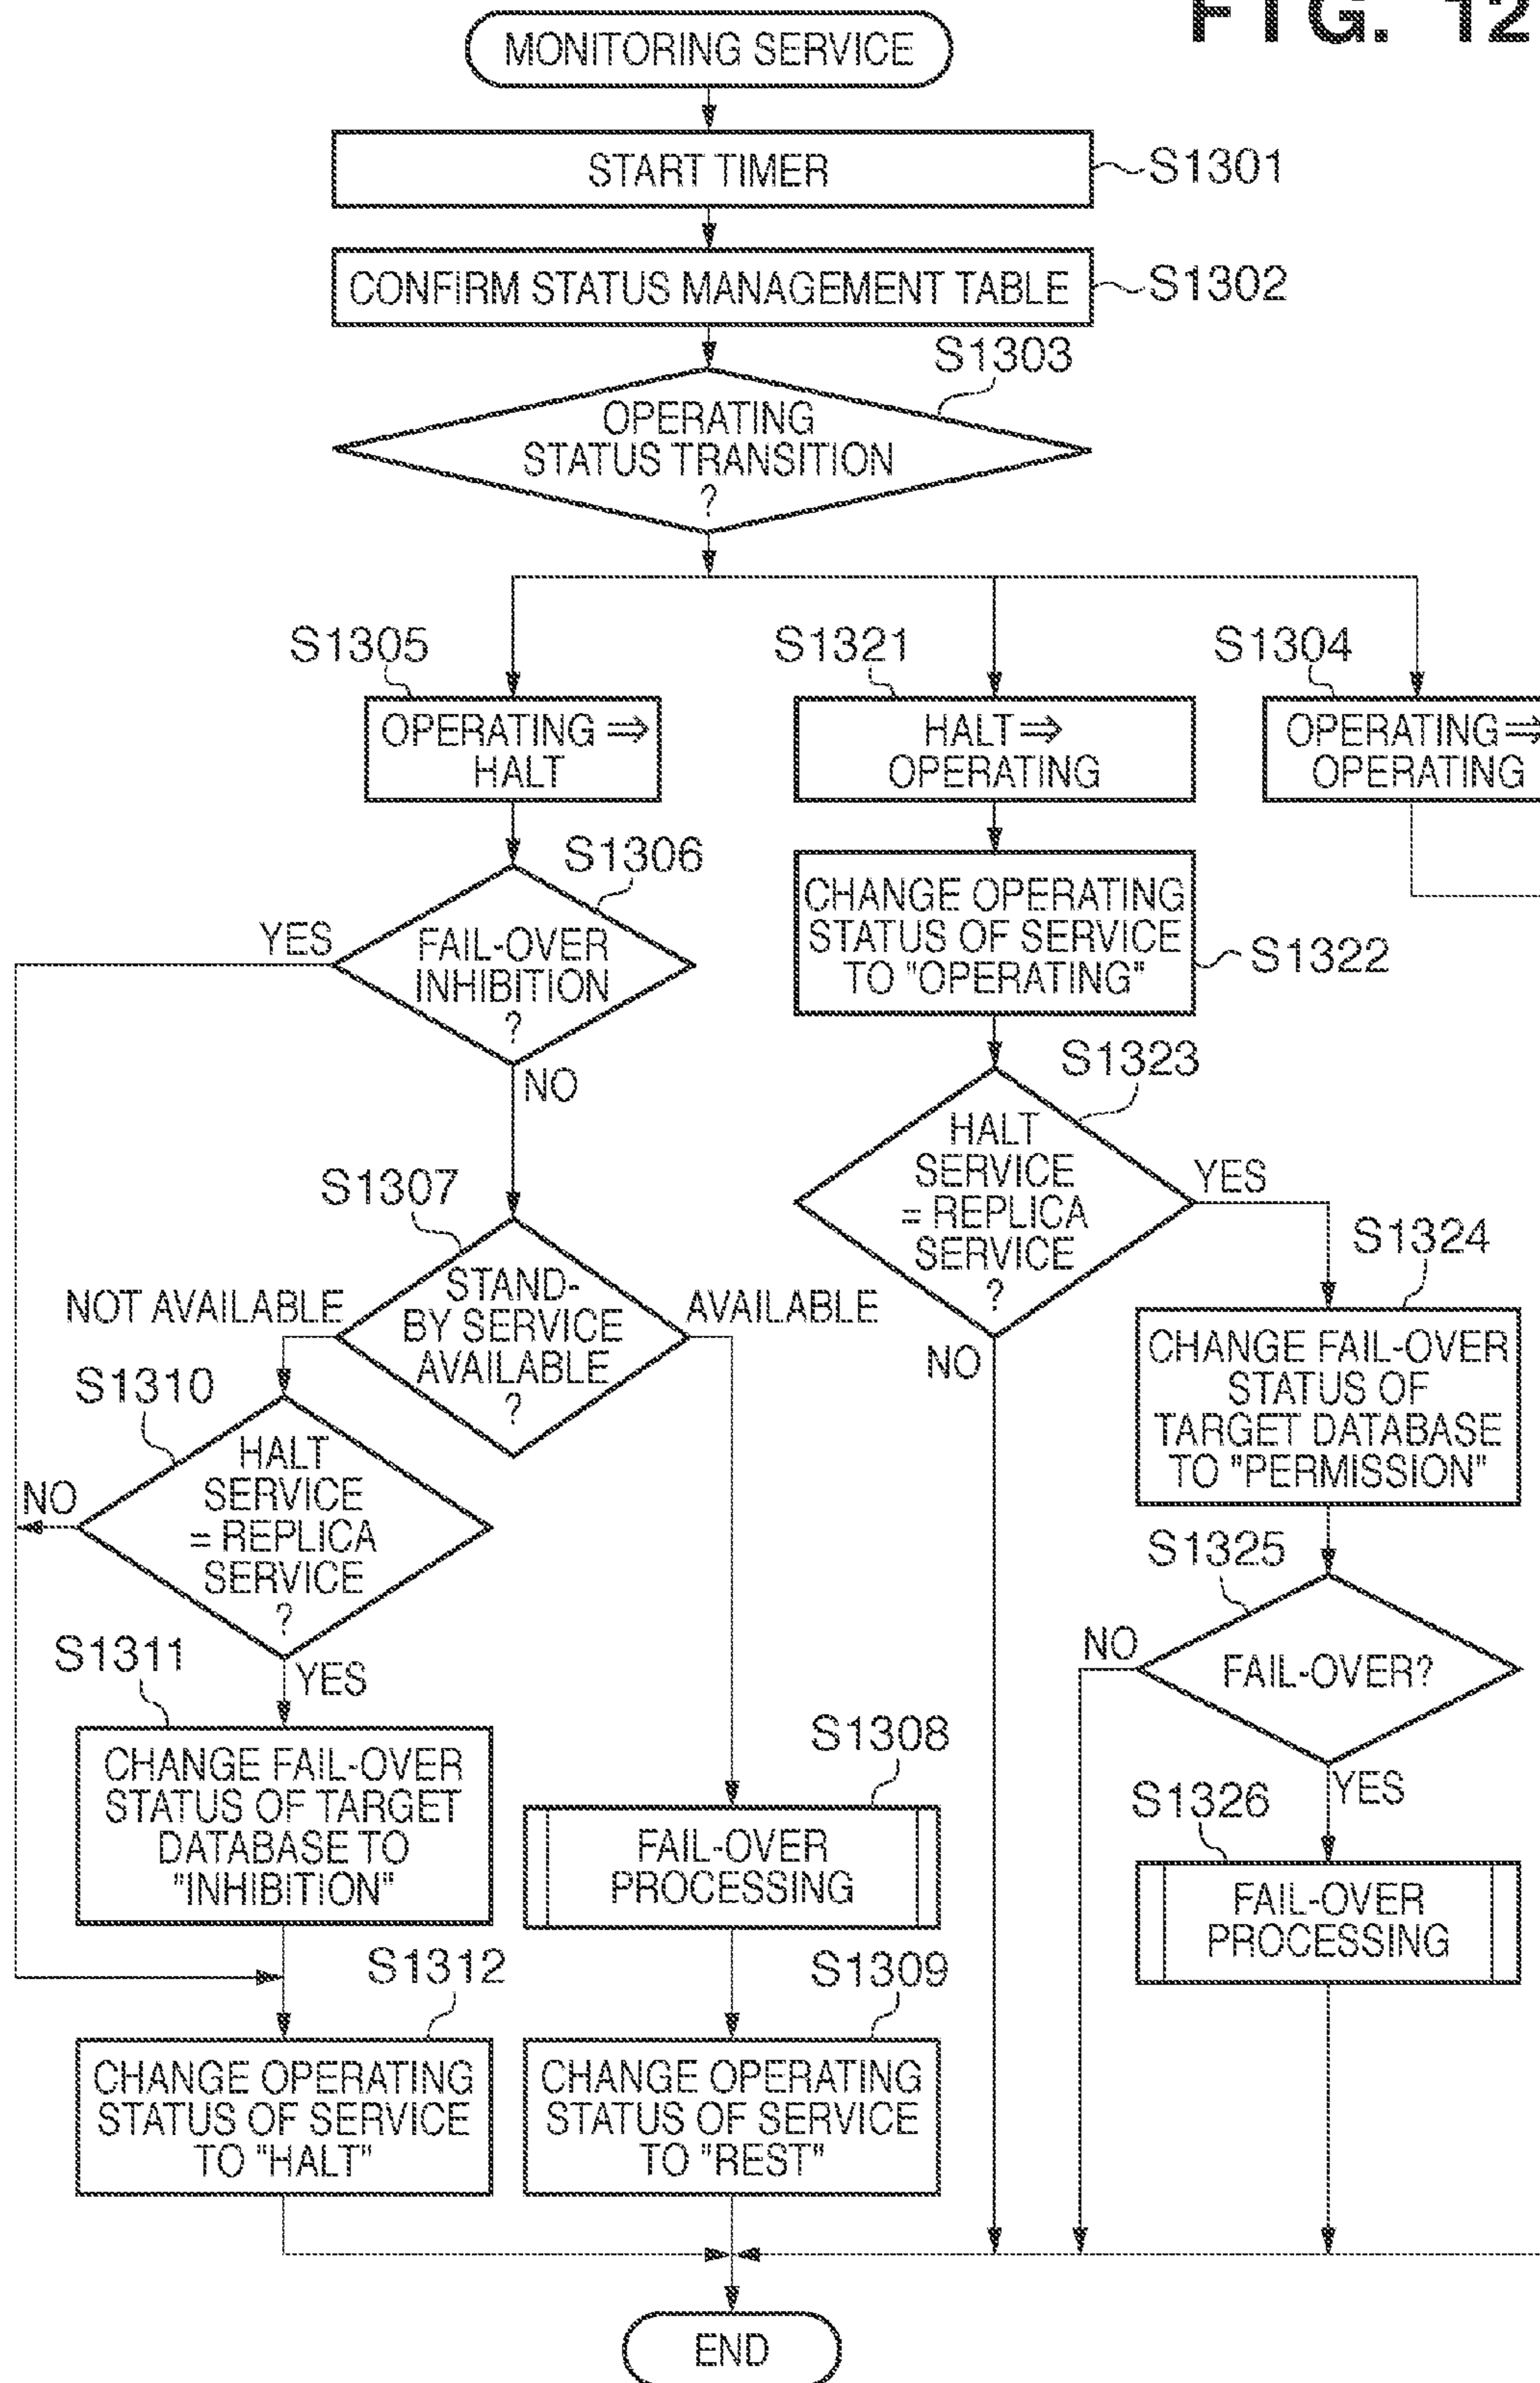 FIG. 12
MONITORING SERVICE
START TIMER
S1301
CONFIRM STATUS MANAGEMENT TABLE
S1302
S1303
OPERATING
STATUS TRANSITION
?
S1305
OPERATING ⇒
HALT
S1321
HALT ⇒
OPERATING
S1304
OPERATING ⇒
OPERATING
S1306
YES
FAIL-OVER
INHIBITION
?
NO
CHANGE OPERATING
STATUS OF SERVICE
TO "OPERATING"
S1322
S1323
HALT
SERVICE
= REPLICA
SERVICE
?
YES
NO
S1307
NOT AVAILABLE
STAND-
BY SERVICE
AVAILABLE
?
AVAILABLE
S1324
CHANGE FAIL-OVER
STATUS OF
TARGET DATABASE
TO "PERMISSION"
S1310
HALT
SERVICE
= REPLICA
SERVICE
?
NO
YES
S1325
NO
FAIL-OVER?
YES
S1311
CHANGE FAIL-OVER
STATUS OF TARGET
DATABASE TO
"INHIBITION"
S1308
FAIL-OVER
PROCESSING
S1326
FAIL-OVER
PROCESSING
S1312
CHANGE OPERATING
STATUS OF SERVICE
TO "HALT"
S1309
CHANGE OPERATING
STATUS OF SERVICE
TO "REST"
END